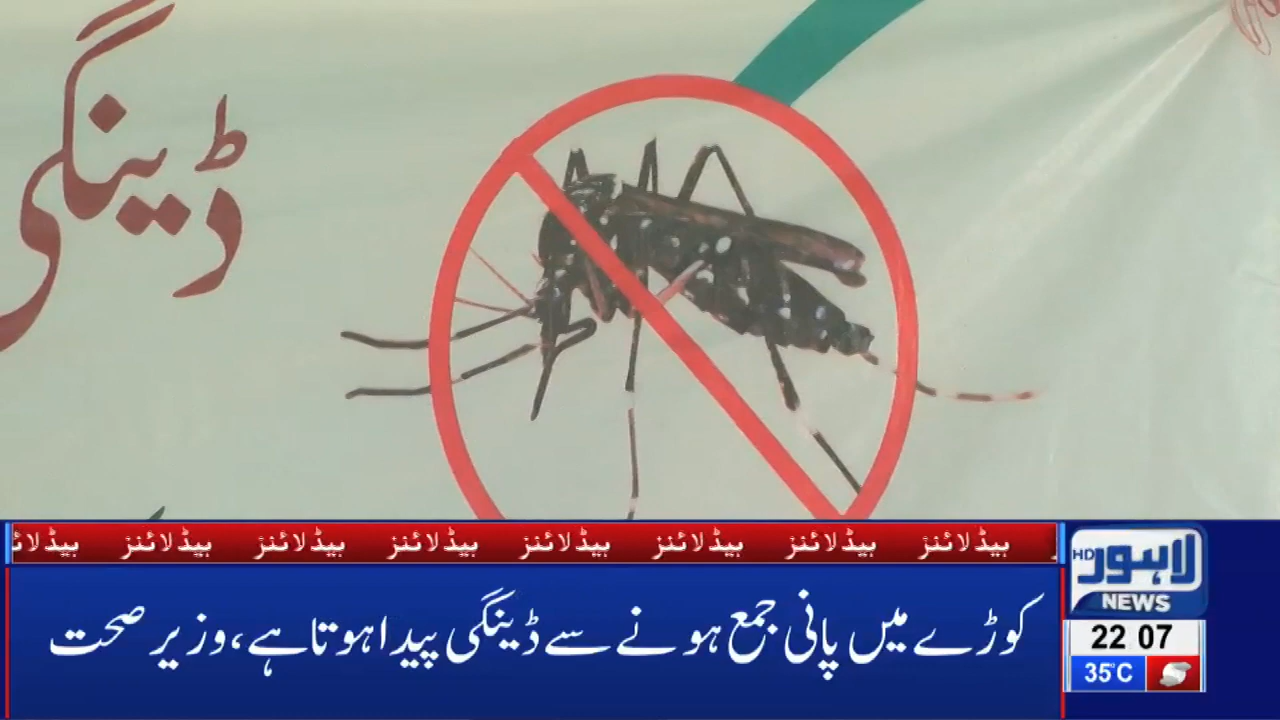 ڈینگی
ہیڈلائنز ہیڈلائنز ہیڈلائنز ہیڈلائنز ہیڈلائنز ہیڈلائنز ہیڈلائنز
کوڑے میں پانی جمع ہونے سے ڈینگی پیدا ہوتا ہے، وزیر صحت
لاہور HD
NEWS
22 07
35°C